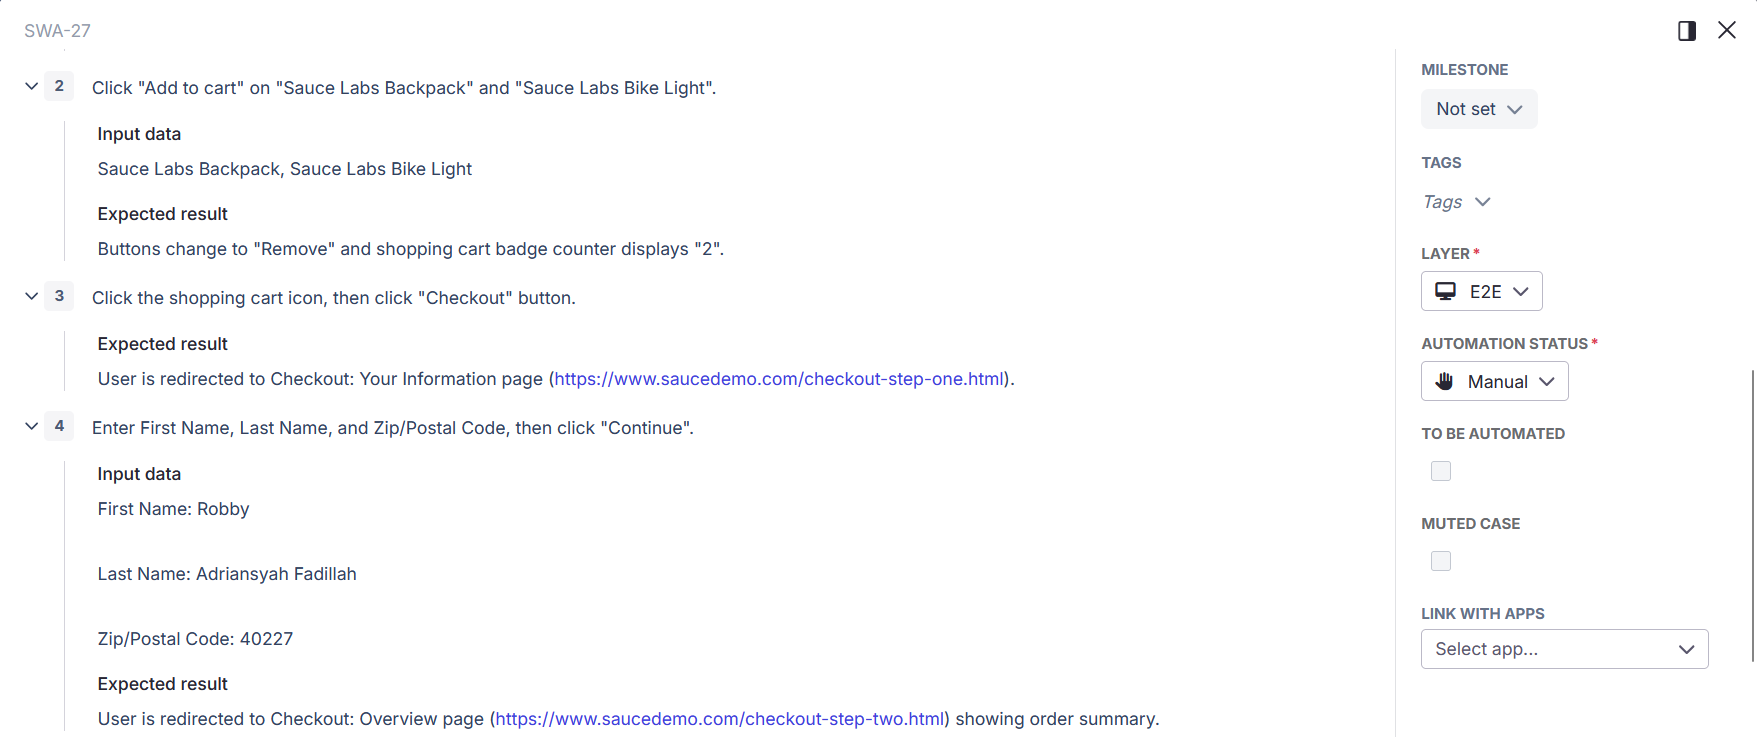 SWA-27
2
Click "Add to cart" on "Sauce Labs Backpack" and "Sauce Labs Bike Light".
Input data
Sauce Labs Backpack, Sauce Labs Bike Light
Expected result
Buttons change to "Remove" and shopping cart badge counter displays "2".
3
Click the shopping cart icon, then click "Checkout" button.
Expected result
User is redirected to Checkout: Your Information page (https://www.saucedemo.com/checkout-step-one.html).
4
Enter First Name, Last Name, and Zip/Postal Code, then click "Continue".
Input data
First Name: Robby
Last Name: Adriansyah Fadillah
Zip/Postal Code: 40227
Expected result
User is redirected to Checkout: Overview page (https://www.saucedemo.com/checkout-step-two.html) showing order summary.
MILESTONE
Not set
TAGS
Tags
LAYER*
E2E
AUTOMATION STATUS*
Manual
TO BE AUTOMATED
MUTED CASE
LINK WITH APPS
Select app...